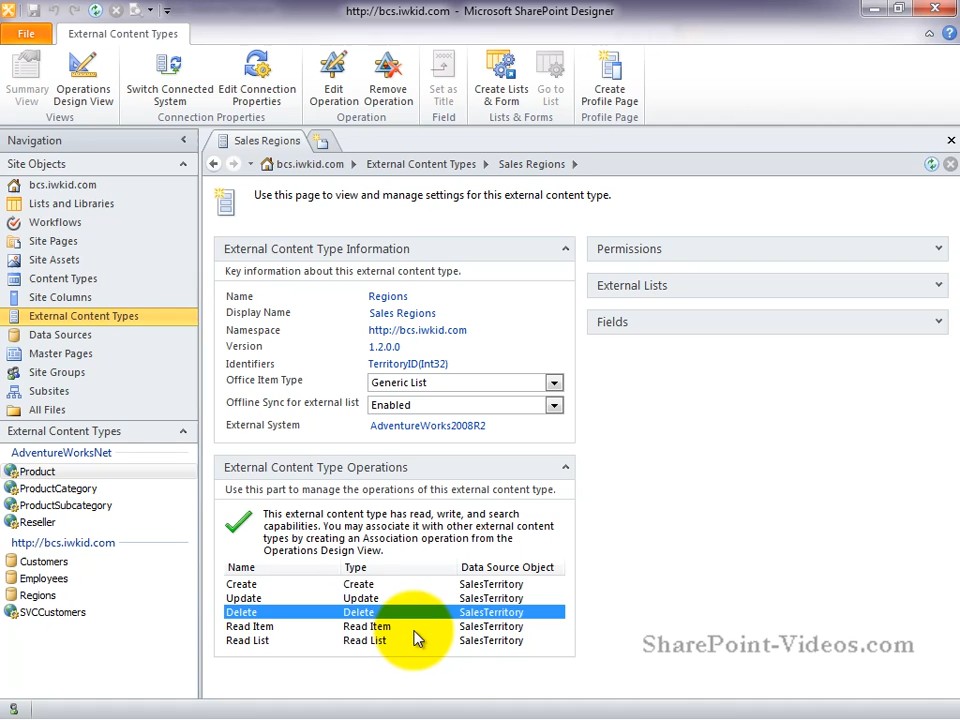 http://bcs.iwkid.com - Microsoft SharePoint Designer
File
External Content Types
Summary View
Operations Design View
Switch Connected System
Edit Connection Properties
Edit Operation
Remove Operation
Set as Title
Create Lists & Form
Go to List
Create Profile Page
Views
Connection Properties
Operation
Field
Lists & Forms
Profile Page
Navigation
Site Objects
bcs.iwkid.com
Lists and Libraries
Workflows
Site Pages
Site Assets
Content Types
Site Columns
External Content Types
Data Sources
Master Pages
Site Groups
Subsites
All Files
External Content Types
AdventureWorksNet
Product
ProductCategory
ProductSubcategory
Reseller
http://bcs.iwkid.com
Customers
Employees
Regions
SVCCustomers
Sales Regions
bcs.iwkid.com External Content Types Sales Regions
Use this page to view and manage settings for this external content type.
External Content Type Information
Key information about this external content type.
Name Regions
Display Name Sales Regions
Namespace http://bcs.iwkid.com
Version 1.2.0.0
Identifiers TerritoryID(Int32)
Office Item Type Generic List
Offline Sync for external list Enabled
External System AdventureWorks2008R2
External Content Type Operations
Use this part to manage the operations of this external content type.
This external content type has read, write, and search
capabilities. You may associate it with other external content
types by creating an Association operation from the
Operations Design View.
Name Type Data Source Object
Create Create SalesTerritory
Update Update SalesTerritory
Delete Delete SalesTerritory
Read Item Read Item SalesTerritory
Read List Read List SalesTerritory
Permissions
External Lists
Fields
SharePoint-Videos.com